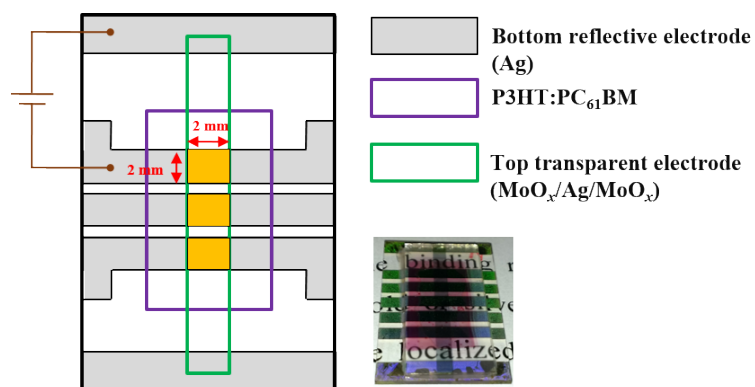 Bottom reflective electrode
(Ag)
P3HT:PC₆₁BM
2 mm
2 mm
Top transparent electrode
(MoOₓ/Ag/MoOₓ)
binding
e localized